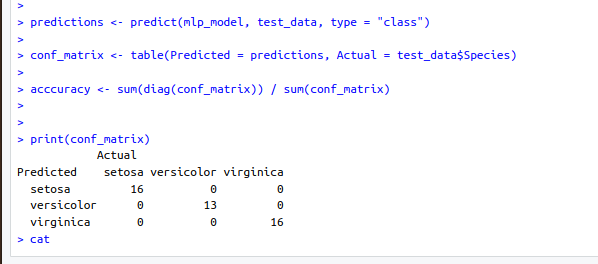 >
> predictions <- predict(mlp_model, test_data, type = "class")
>
> conf_matrix <- table(Predicted = predictions, Actual = test_data$Species)
>
> acccuracy <- sum(diag(conf_matrix)) / sum(conf_matrix)
>
>
> print(conf_matrix)
            Actual
Predicted    setosa versicolor virginica
  setosa         16          0         0
  versicolor      0         13         0
  virginica       0          0        16
> cat